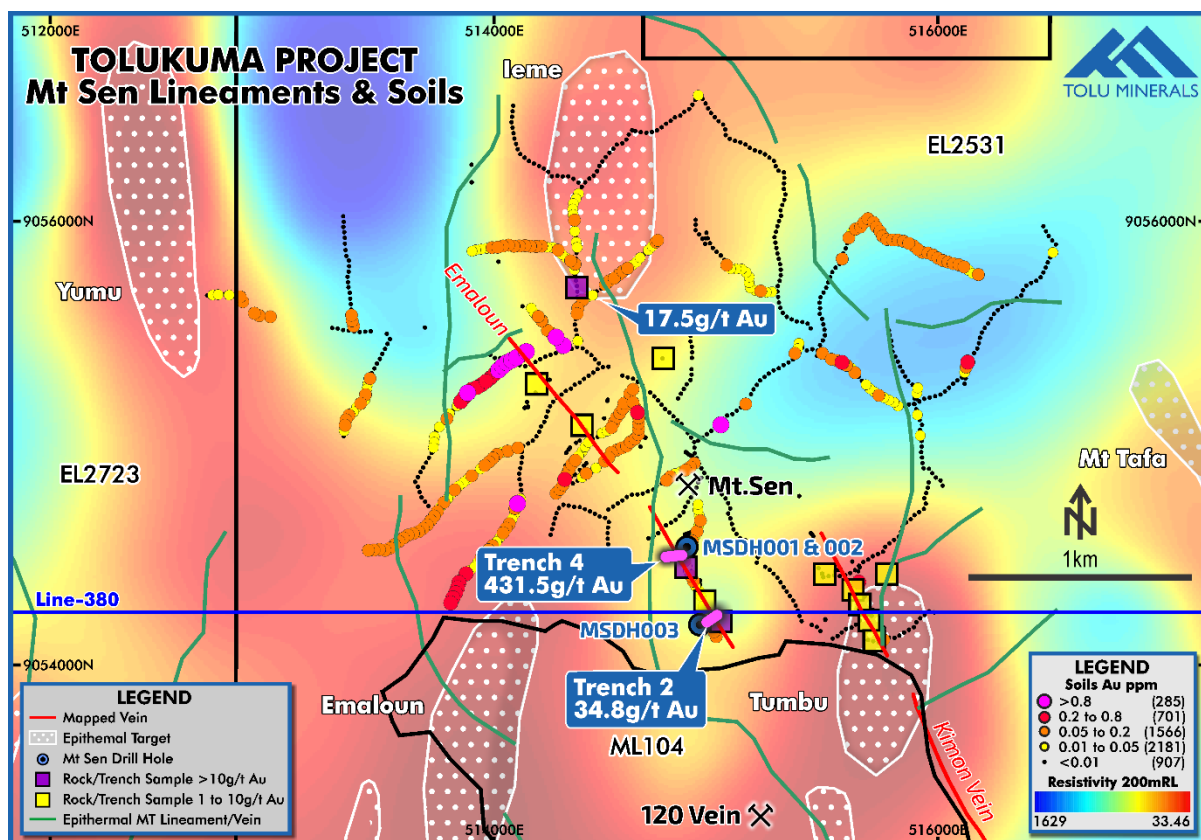 512000E
514000E
516000E
TOLUKUMA PROJECT
Mt Sen Lineaments & Soils
Ieme
TOLU MINERALS
EL2531
9056000N
9056000N
Yumu
Emaloun
17.5g/t Au
EL2723
Mt Tafa
Mt.Sen
N
1km
MSDH001 & 002
Trench 4
431.5g/t Au
Line-380
MSDH003
9054000N
Trench 2
34.8g/t Au
Emaloun
Tumbu
ML104
Kimon Vein
120 Vein
514000E
516000E
LEGEND
Mapped Vein
Epithemal Target
Mt Sen Drill Hole
Rock/Trench Sample >10g/t Au
Rock/Trench Sample 1 to 10g/t Au
Epithermal MT Lineament/Vein
LEGEND
Soils Au ppm
>0.8 (285)
0.2 to 0.8 (701)
0.05 to 0.2 (1566)
0.01 to 0.05 (2181)
<0.01 (907)
Resistivity 200mRL
1629 33.46